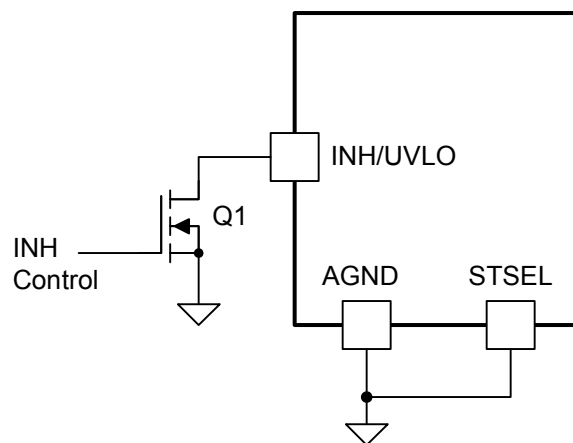 INH/UVLO
Q1
INH
Control
AGND
STSEL